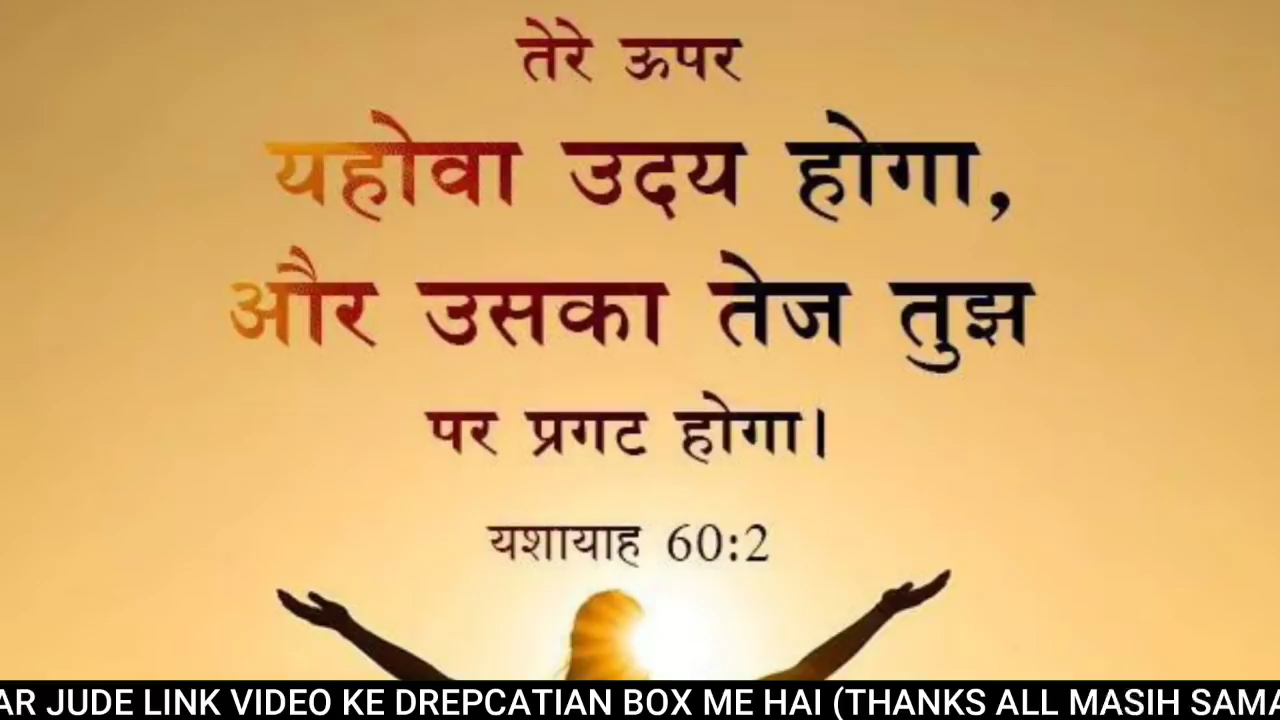 तेरे ऊपर
यहोवा उदय होगा,
और उसका तेज तुझ
पर प्रगट होगा।
यशायाह 60:2
AR JUDE LINK VIDEO KE DREPCATIAN BOX ME HAI (THANKS ALL MASIH SAMA